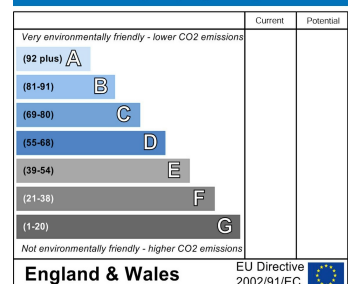 Current Potential
Very environmentally friendly - lower CO2 emissions
(92 plus) A
(81-91) B
(69-80) C
(55-68) D
(39-54) E
(21-38) F
(1-20) G
Not environmentally friendly - higher CO2 emissions
England & Wales
EU Directive
2002/91/EC